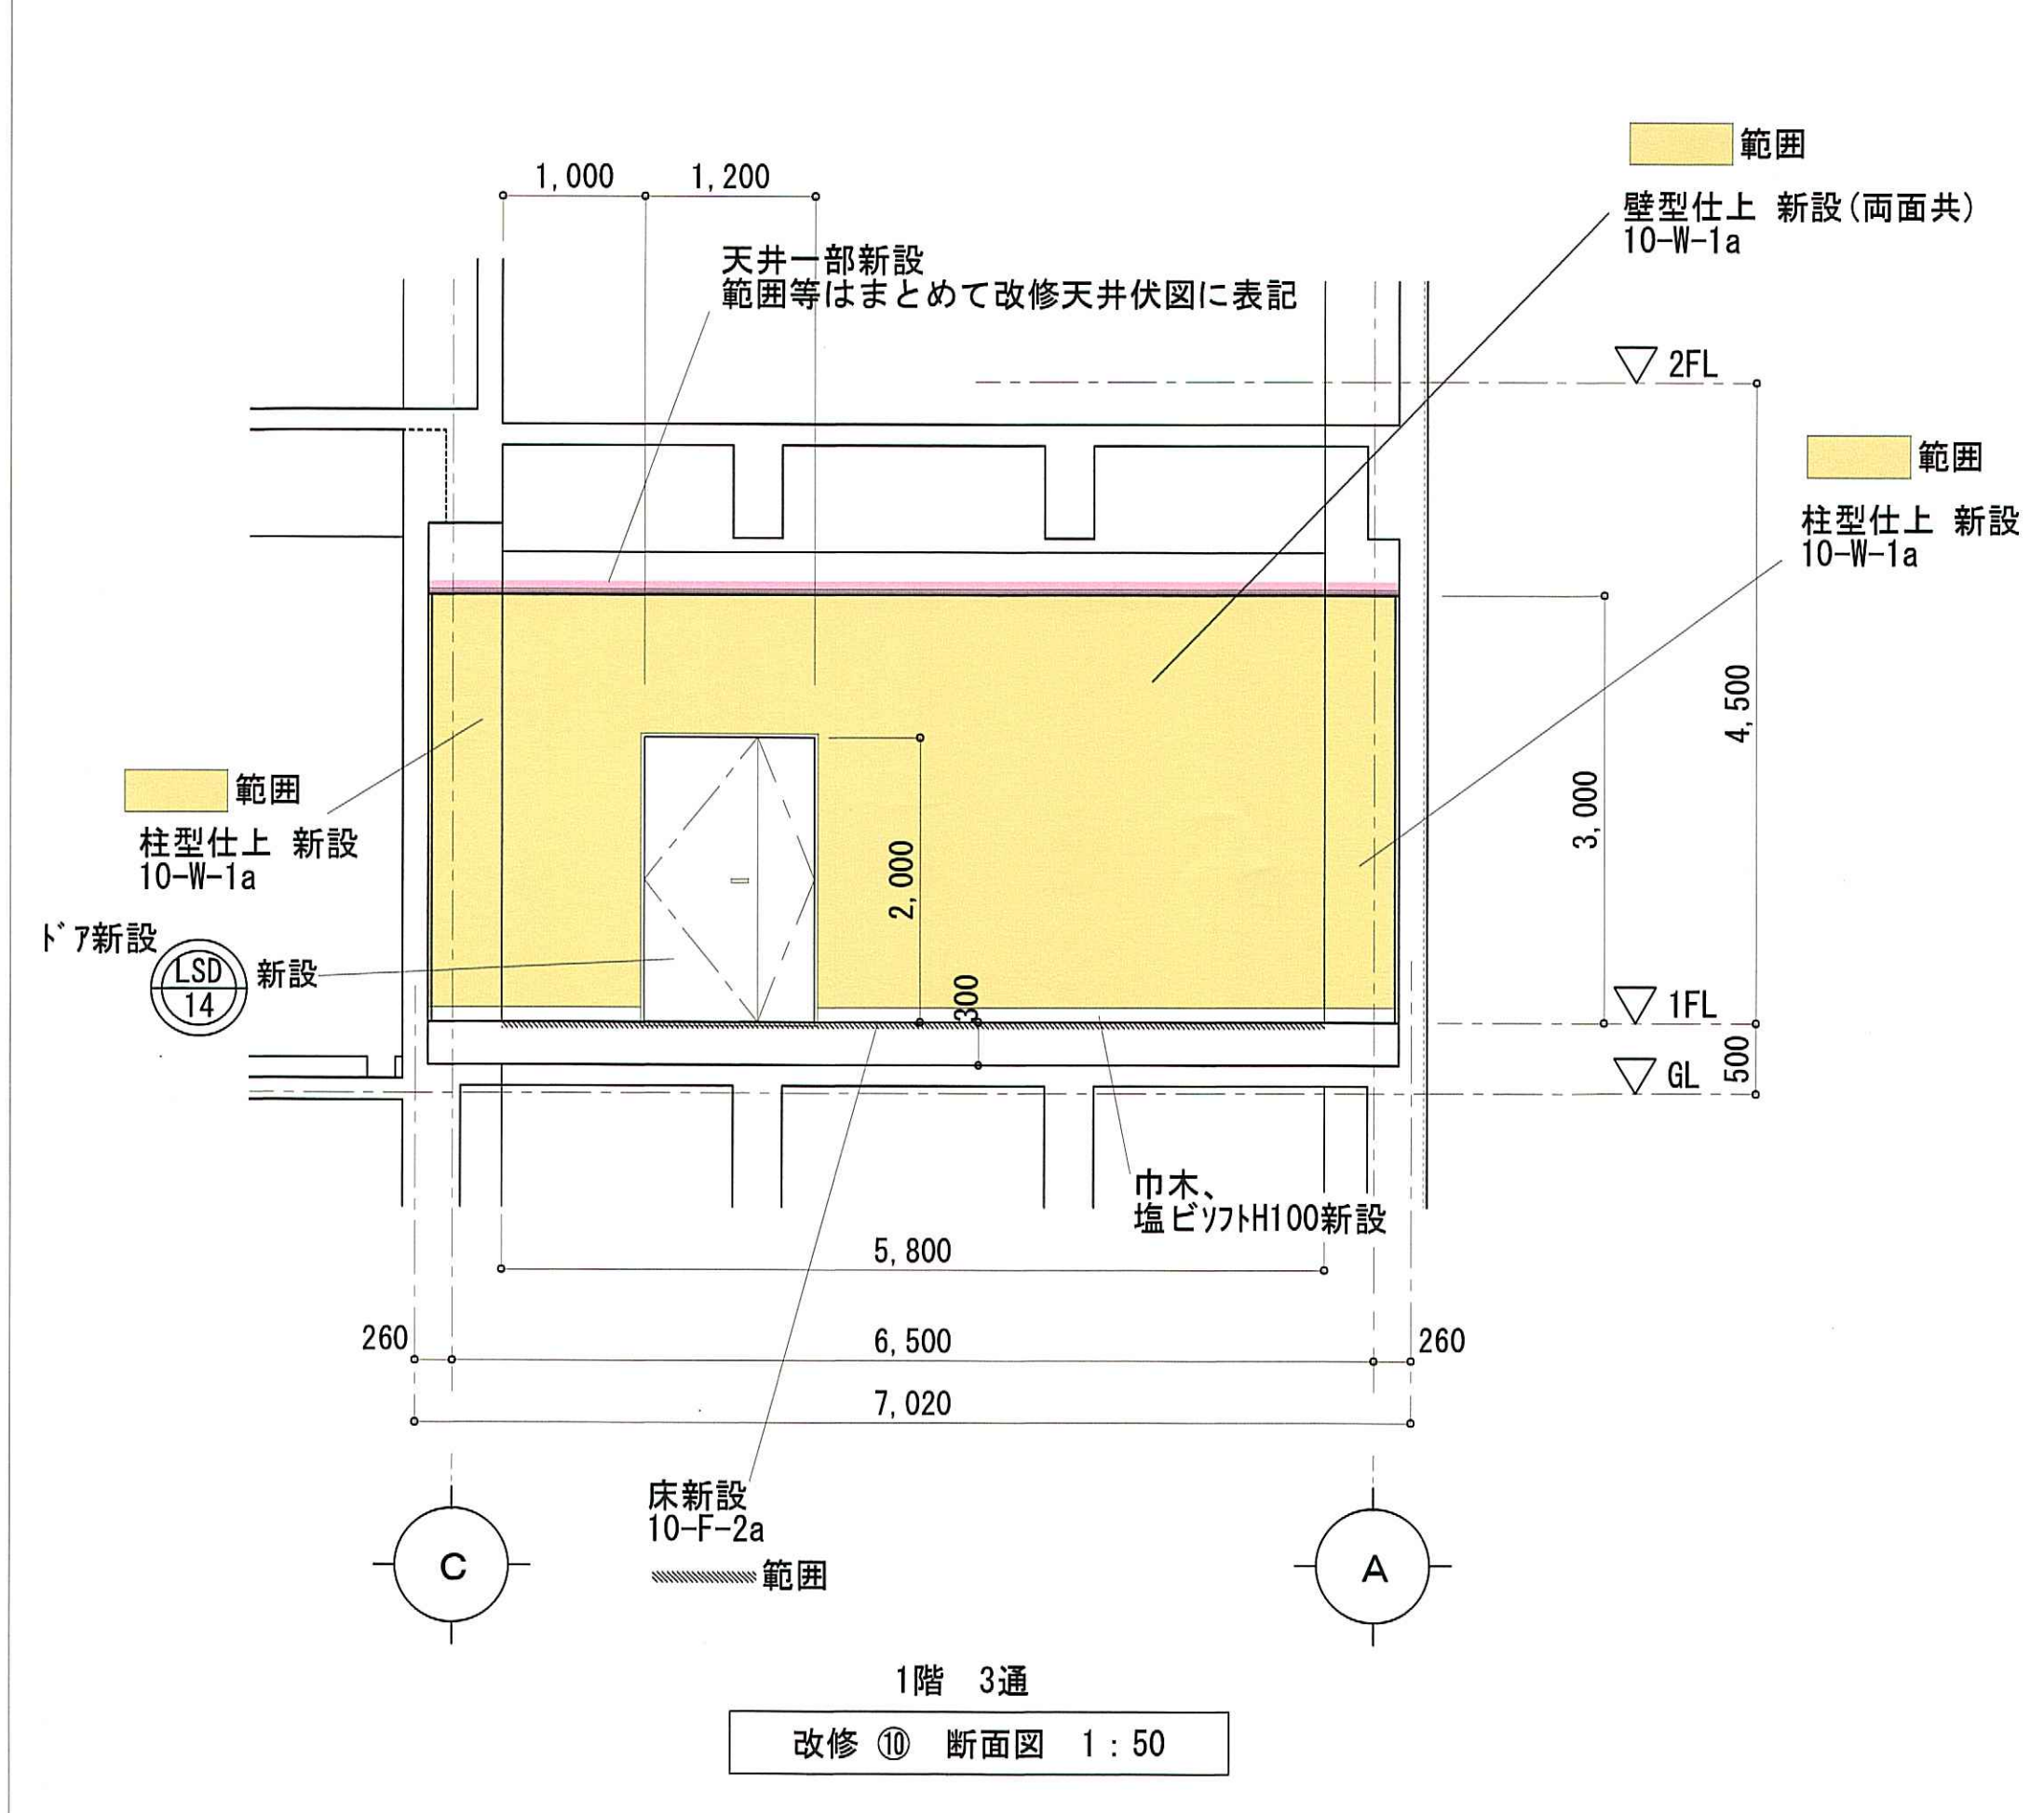 範囲
壁型仕上 新設(両面共)
10-W-1a
1,000
1,200
天井一部新設
範囲等はまとめて改修天井伏図に表記
2FL
範囲
柱型仕上 新設
10-W-1a
4,500
3,000
範囲
柱型仕上 新設
10-W-1a
2,000
ﾄﾞｱ新設
LSD
14
新設
300
1FL
GL
500
巾木、
塩ビｿﾌﾄH100新設
5,800
260
6,500
260
7,020
床新設
10-F-2a
範囲
C
A
1階 3通
改修 ⑩ 断面図 1:50